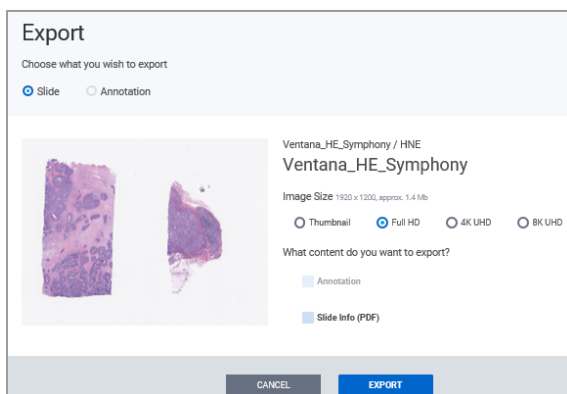 Export
Choose what you wish to export
Slide Annotation
Ventana_HE_Symphony / HNE
Ventana_HE_Symphony
Image Size 1920 x 1200, approx. 1.4 Mb
Thumbnail Full HD 4K UHD 8K UHD
What content do you want to export?
Annotation
Slide Info (PDF)
CANCEL EXPORT